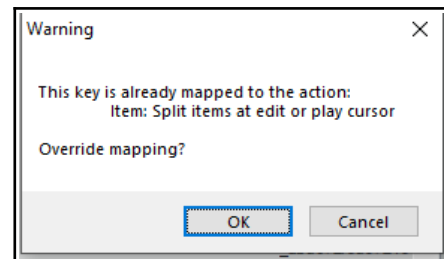 Warning
This key is already mapped to the action:
Item: Split items at edit or play cursor
Override mapping?
OK Cancel